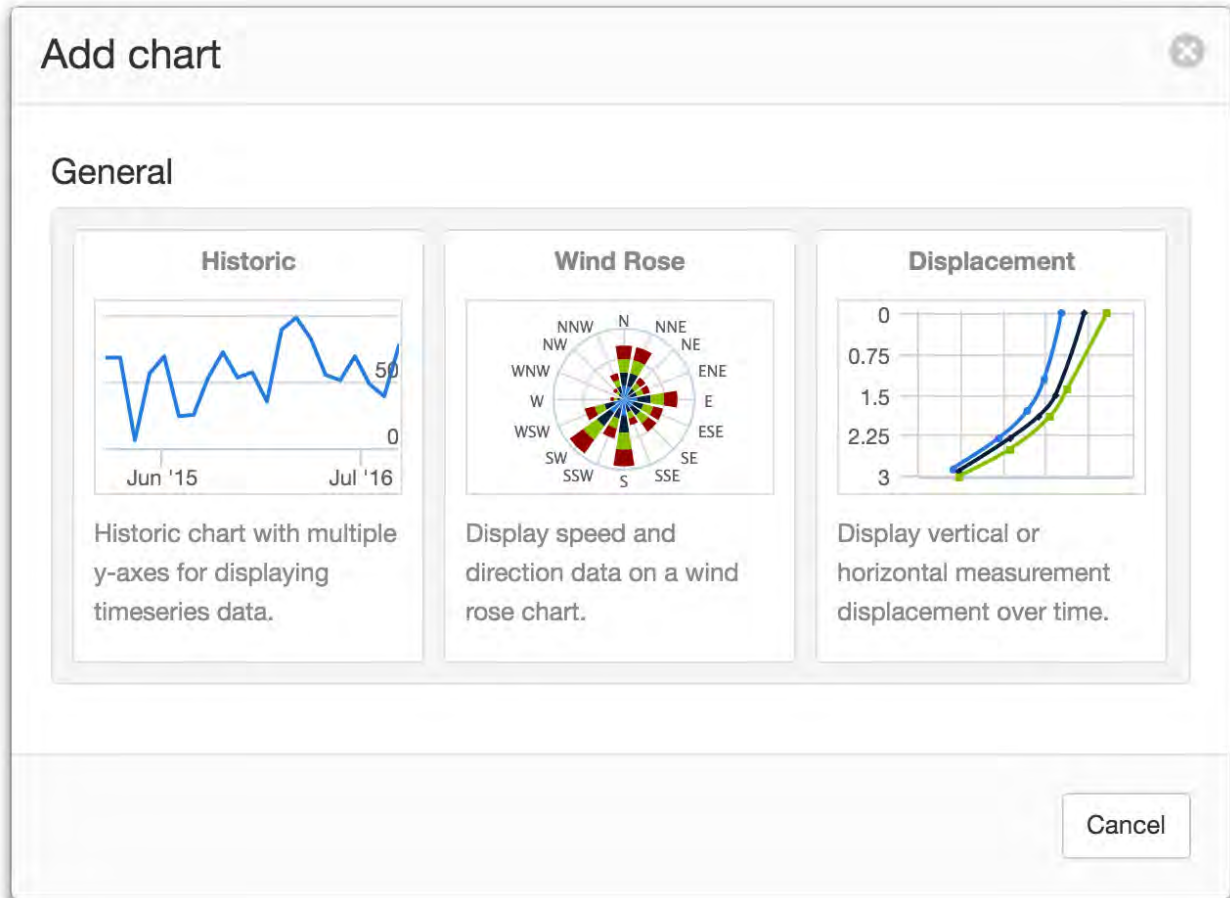 Add chart
General
Historic
50
0
Jun '15
Jul '16
Historic chart with multiple
y-axes for displaying
timeseries data.
Wind Rose
N
NNW
NNE
NW
NE
WNW
ENE
W
E
WSW
ESE
SW
SE
SSW
SSE
S
Display speed and
direction data on a wind
rose chart.
Displacement
0
0.75
1.5
2.25
3
Display vertical or
horizontal measurement
displacement over time.
Cancel